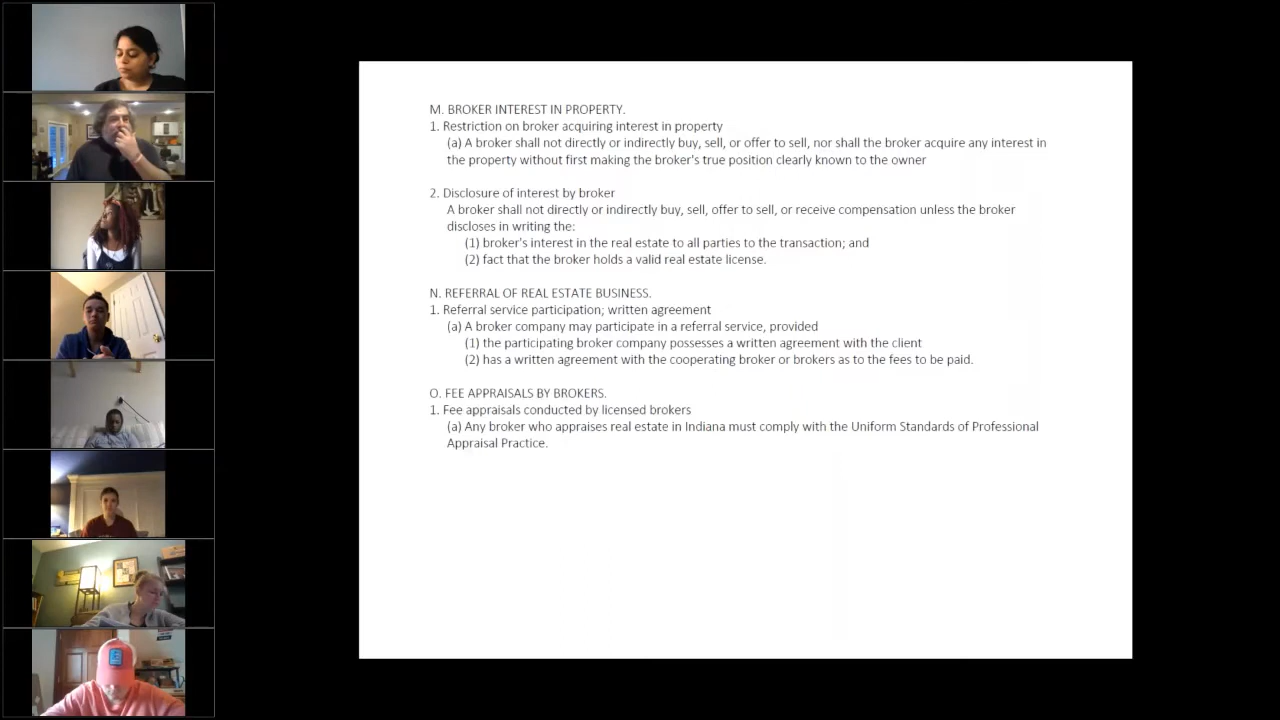 M. BROKER INTEREST IN PROPERTY.
1. Restriction on broker acquiring interest in property
(a) A broker shall not directly or indirectly buy, sell, or offer to sell, nor shall the broker acquire any interest in
the property without first making the broker's true position clearly known to the owner
2. Disclosure of interest by broker
A broker shall not directly or indirectly buy, sell, offer to sell, or receive compensation unless the broker
discloses in writing the:
(1) broker's interest in the real estate to all parties to the transaction; and
(2) fact that the broker holds a valid real estate license.
N. REFERRAL OF REAL ESTATE BUSINESS.
1. Referral service participation; written agreement
(a) A broker company may participate in a referral service, provided
(1) the participating broker company possesses a written agreement with the client
(2) has a written agreement with the cooperating broker or brokers as to the fees to be paid.
O. FEE APPRAISALS BY BROKERS.
1. Fee appraisals conducted by licensed brokers
(a) Any broker who appraises real estate in Indiana must comply with the Uniform Standards of Professional
Appraisal Practice.